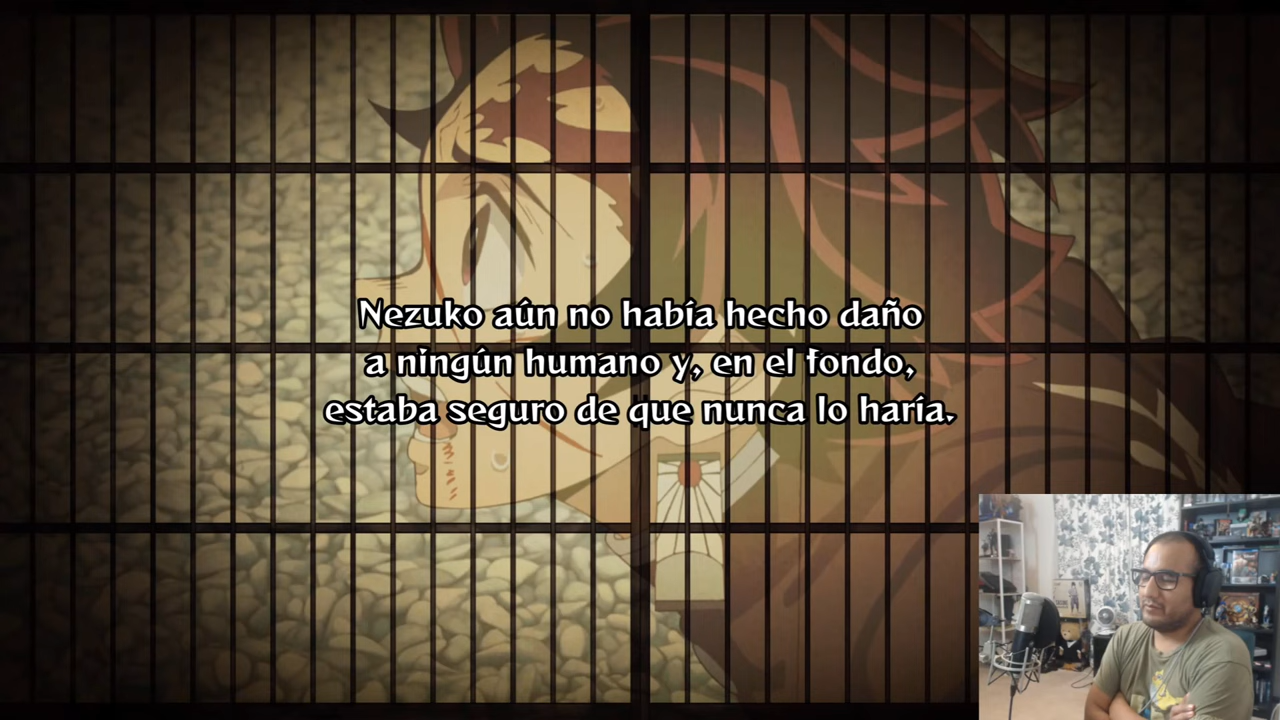 Nezuko aún no había hecho daño
a ningún humano y, en el fondo,
estaba seguro de que nunca lo haría.